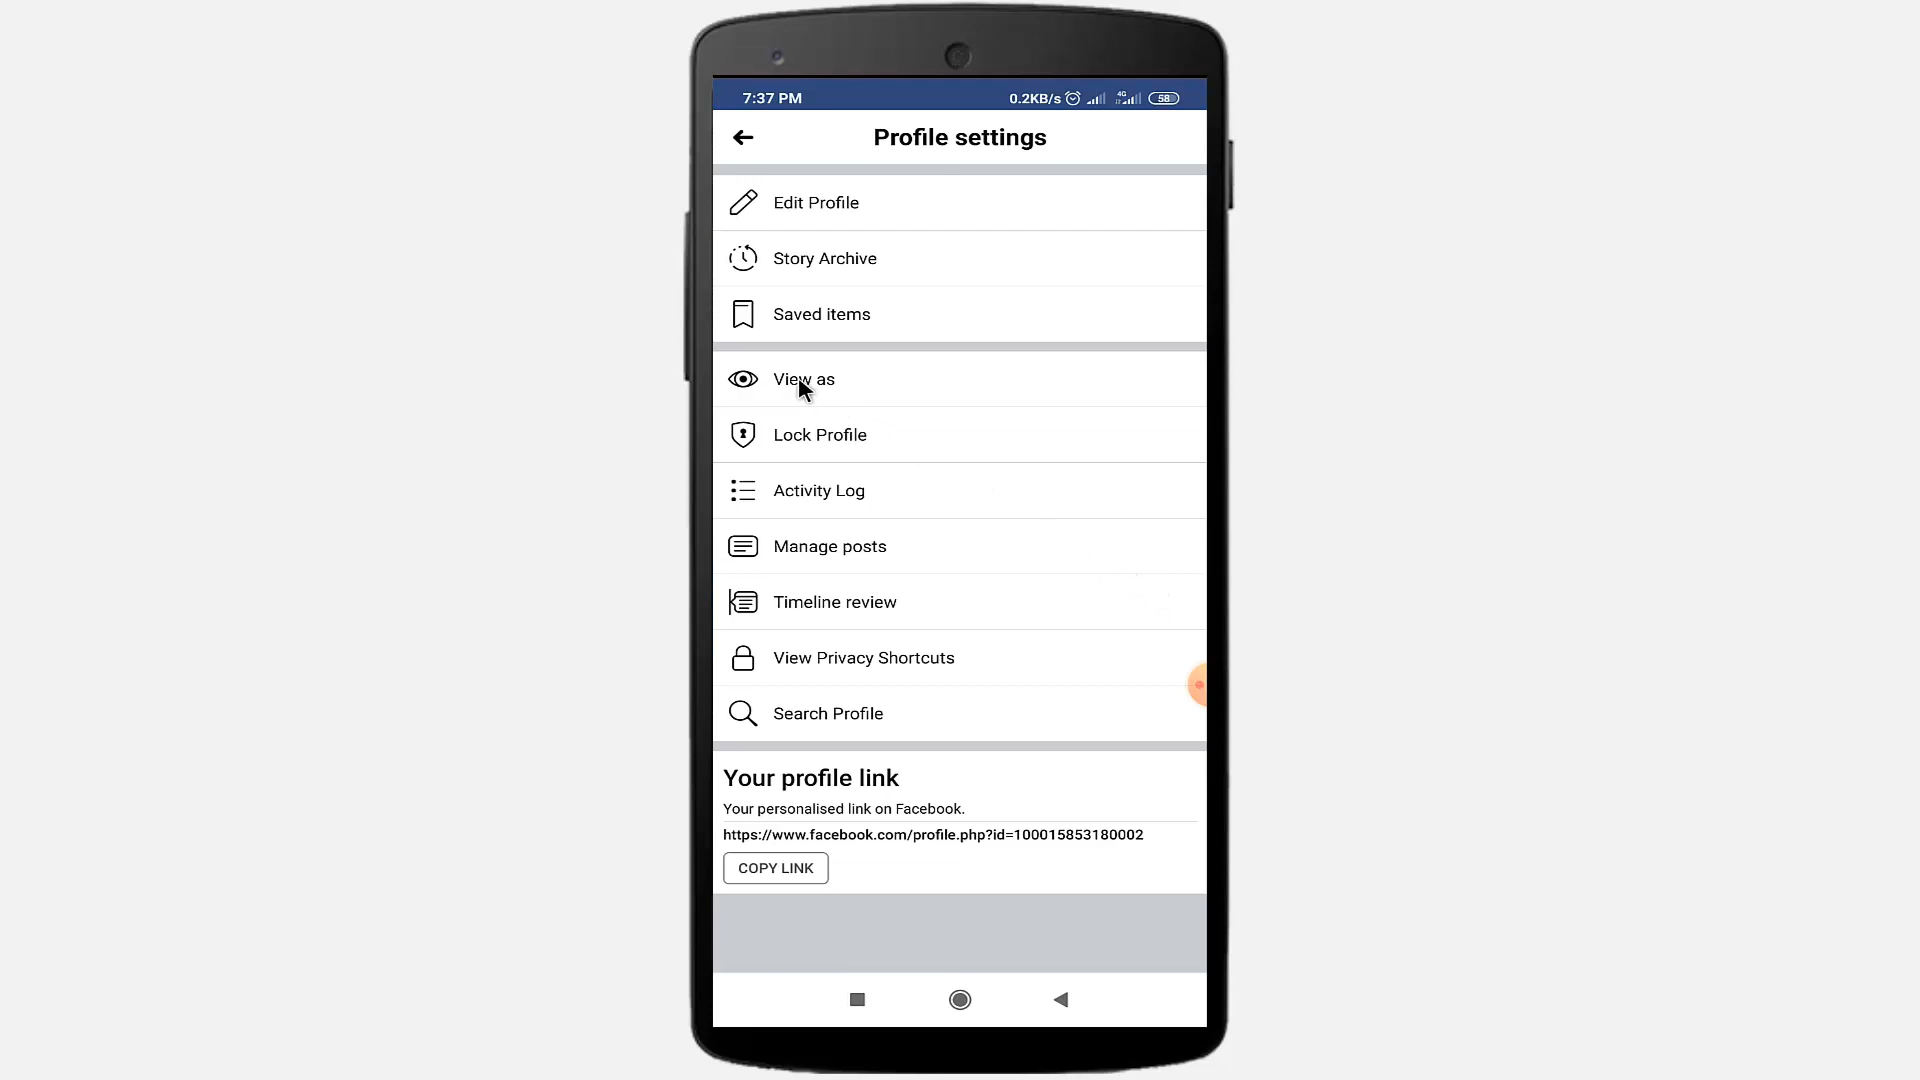 7:37 PM
0.2KB/s 4G 58
Profile settings
Edit Profile
Story Archive
Saved items
View as
Lock Profile
Activity Log
Manage posts
Timeline review
View Privacy Shortcuts
Search Profile
Your profile link
Your personalised link on Facebook.
https://www.facebook.com/profile.php?id=100015853180002
COPY LINK